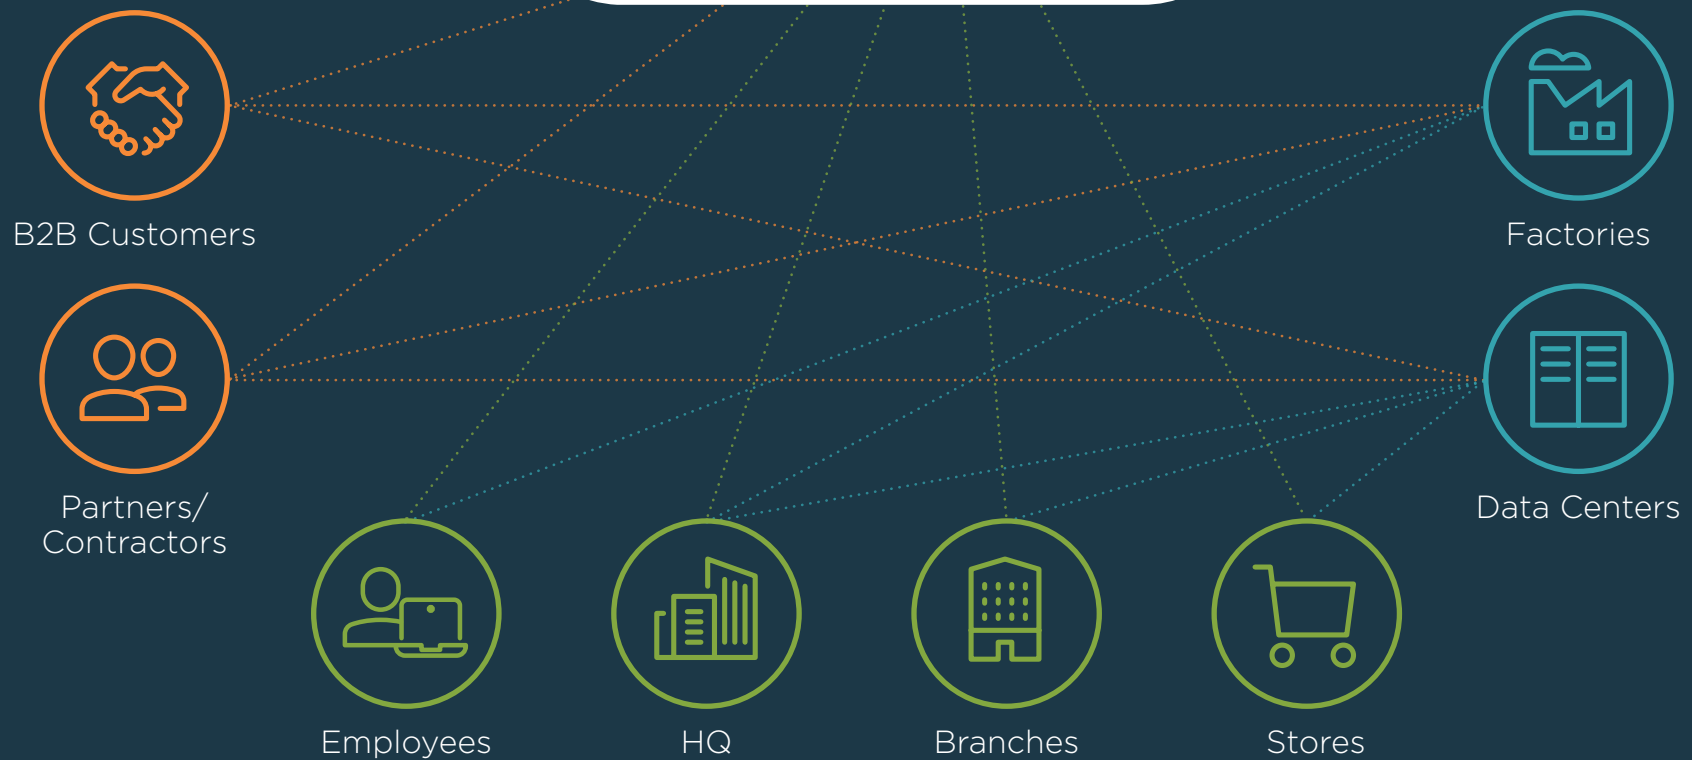 B2B Customers
Factories
Partners/
Contractors
Data Centers
Employees
HQ
Branches
Stores